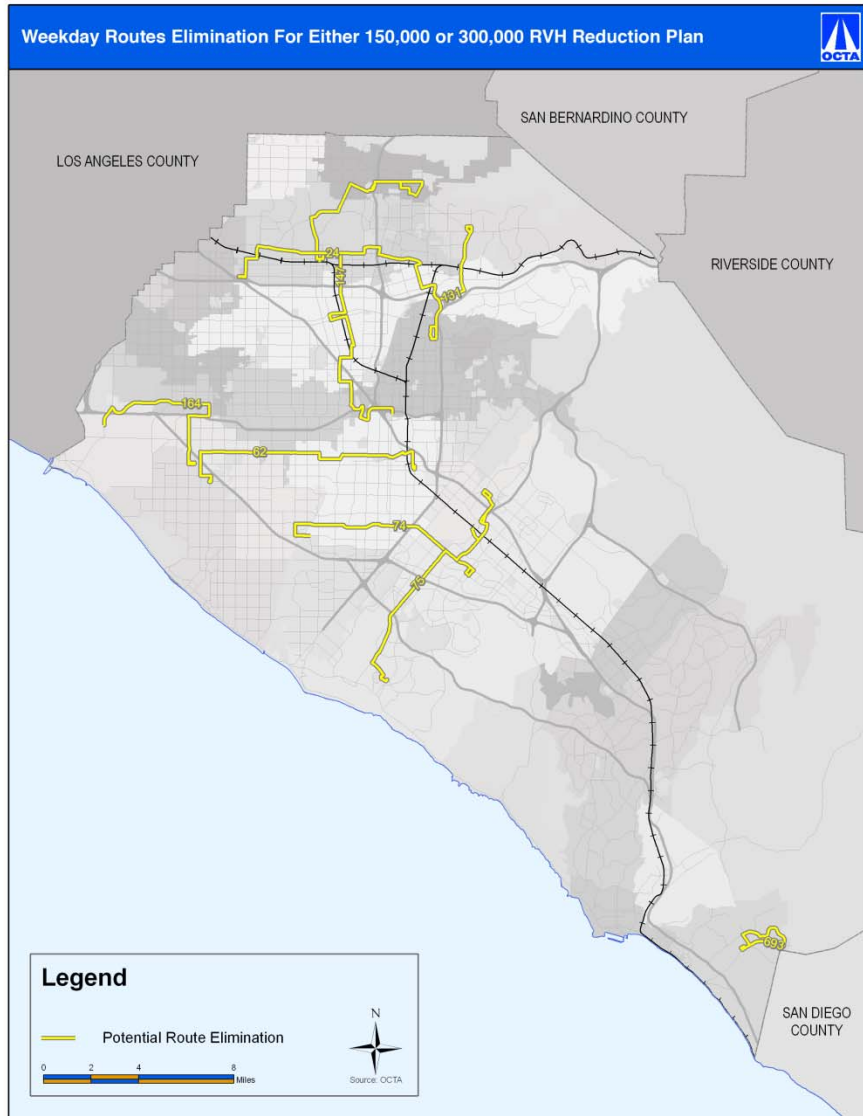 Weekday Routes Elimination For Either 150,000 or 300,000 RVH Reduction Plan
OCTA
SAN BERNARDINO COUNTY
LOS ANGELES COUNTY
RIVERSIDE COUNTY
24
147
131
164
62
74
75
693
SAN DIEGO
COUNTY
Legend
Potential Route Elimination
N
0 2 4 8
Miles
Source: OCTA